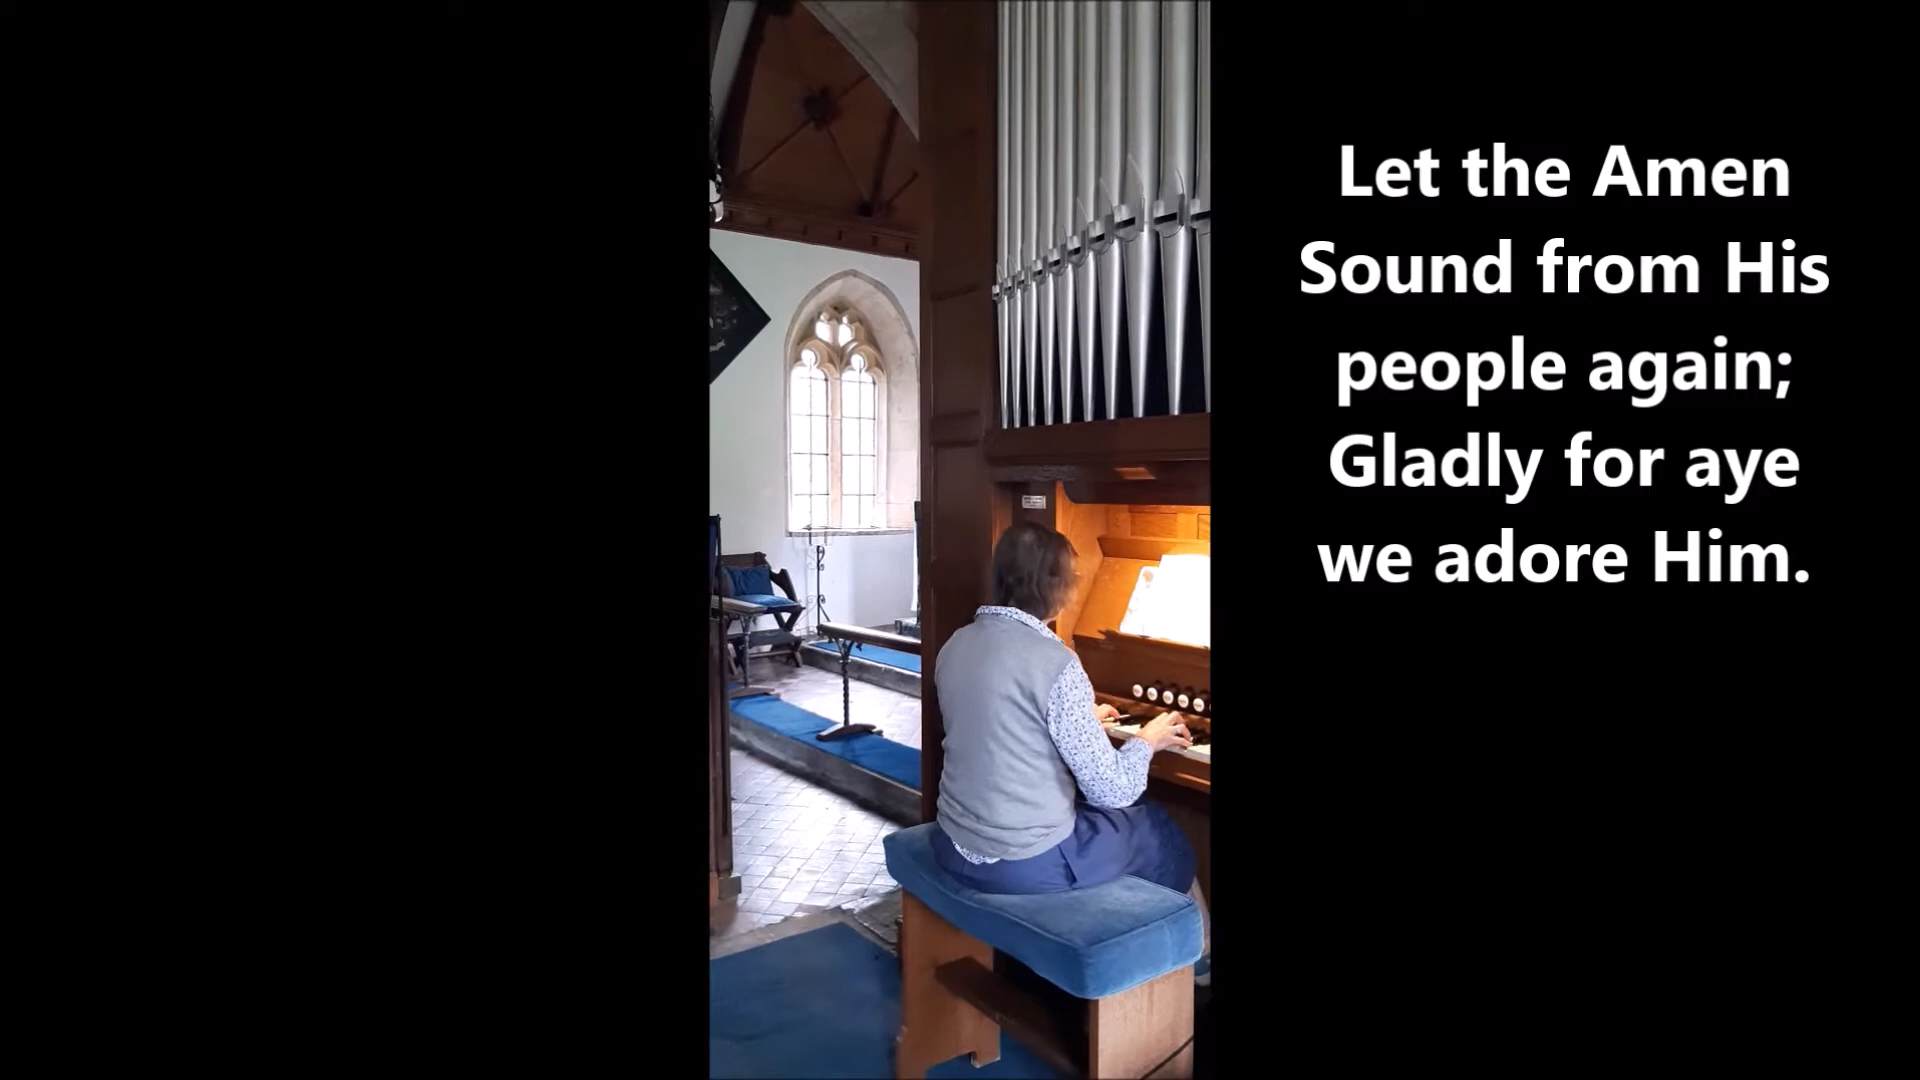 Let the Amen
Sound from His
people again;
Gladly for aye
we adore Him.